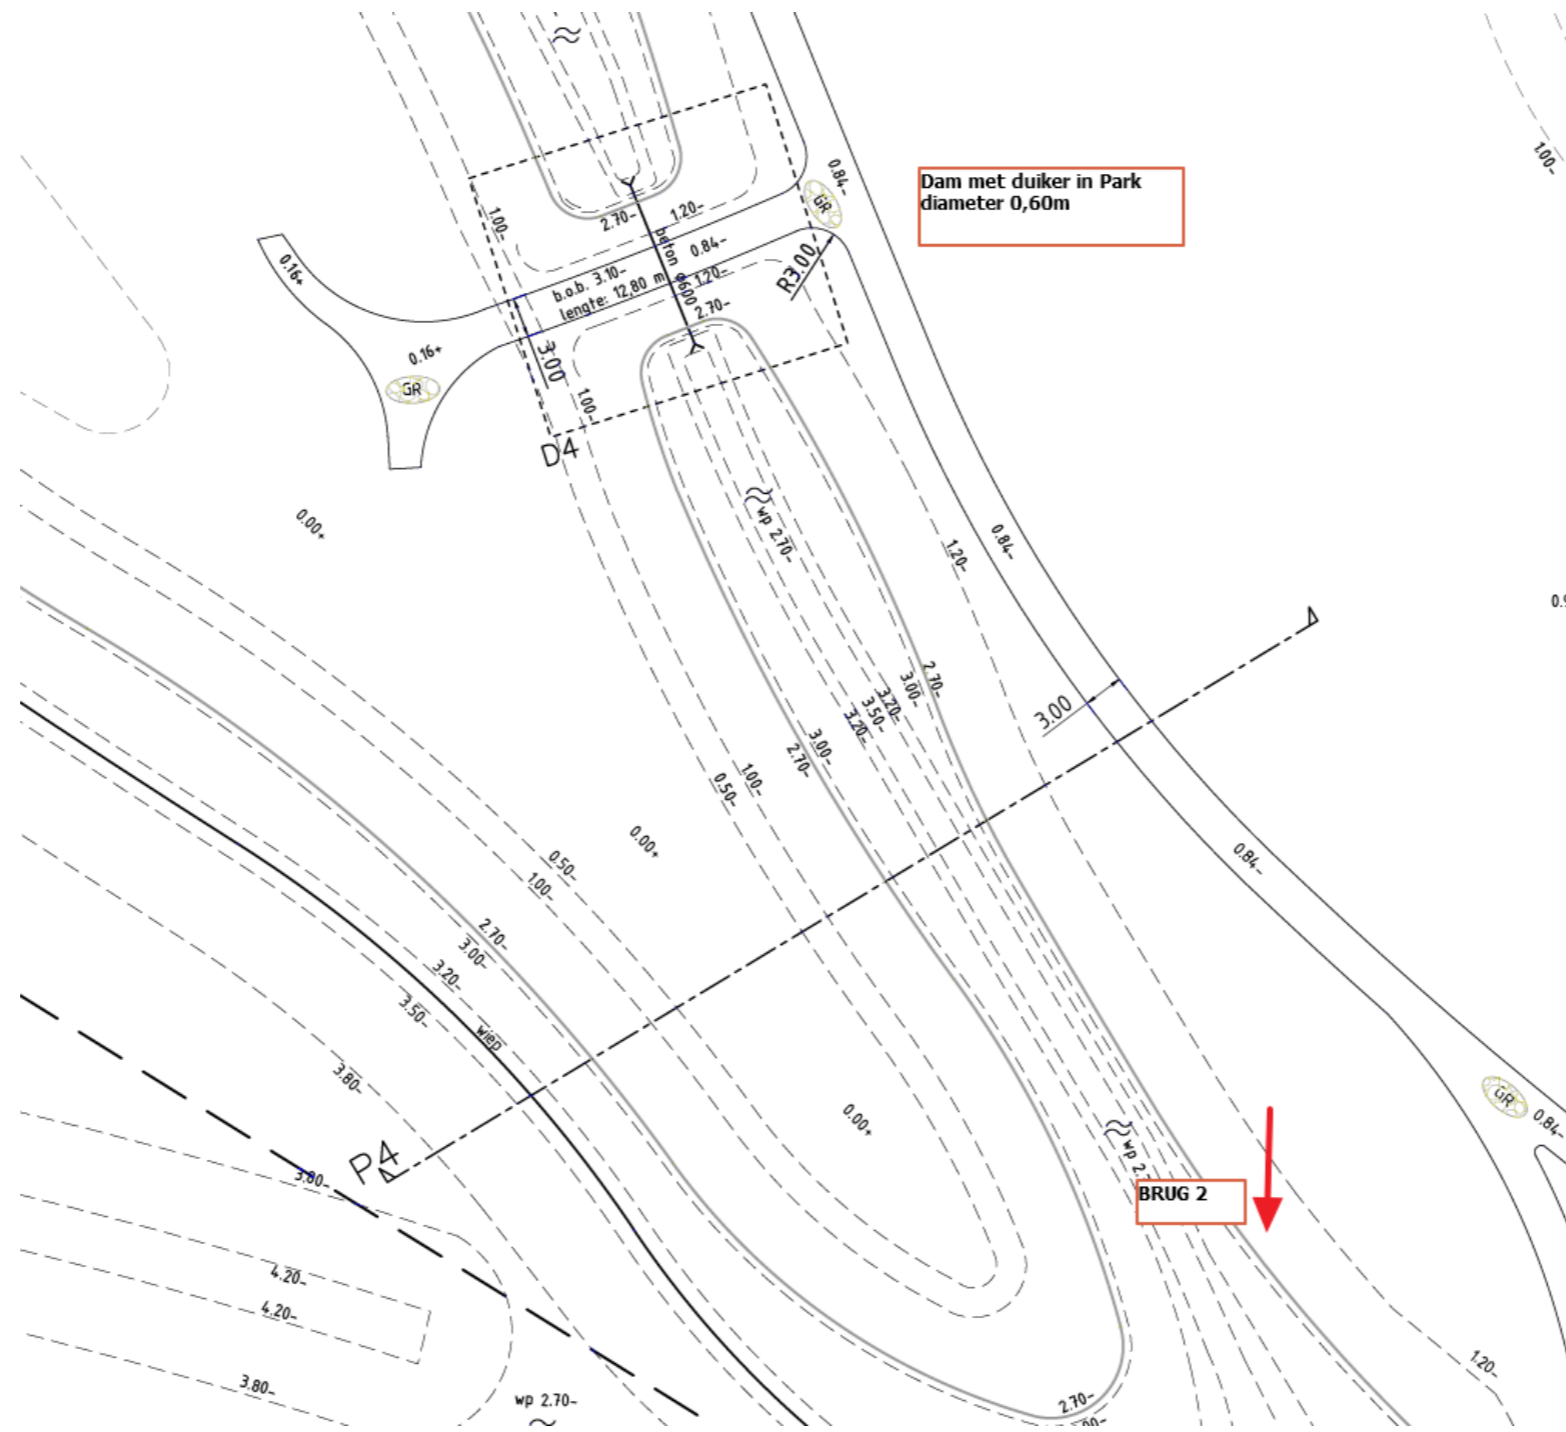 Dam met duiker in Park
diameter 0,60m
0.84-
GR
1.00-
2.70-
1.20-
beton ø600
0.84-
b.o.b. 3.10-
lengte: 12,80 m
1.20-
2.70-
R3.00
0.16+
0.16+
GR
3.00
1.00-
D4
1.00-
wp 2.70-
0.00+
0.84-
1.20-
2.70-
3.00-
3.20-
3.50-
3.20-
3.00-
2.70-
3.00
1.00-
0.50-
0.00+
0.84-
0.50-
1.00-
2.70-
3.00-
3.20-
3.50-
wiep
3.80-
P4
3.80-
0.00+
GR
0.84-
wp 2.
BRUG 2
4.20-
4.20-
3.80-
wp 2.70-
2.70-
1.20-